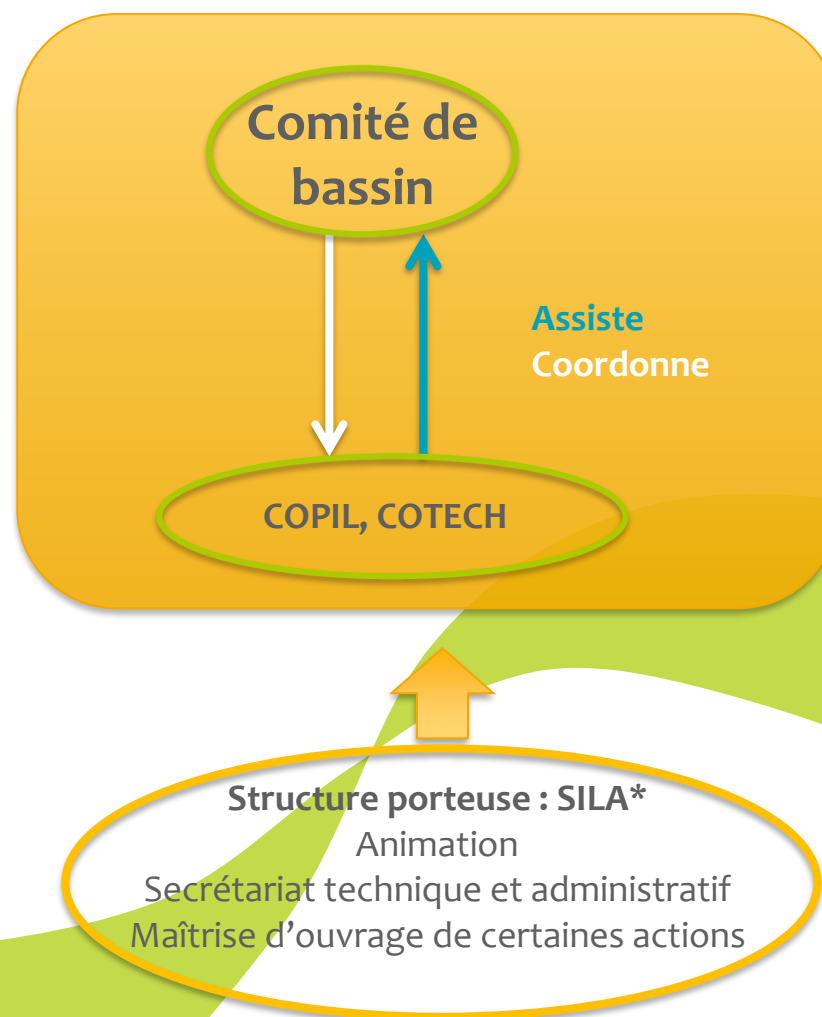 Comité de
bassin
Assiste
Coordonne
COPIL, COTECH
Structure porteuse : SILA*
Animation
Secrétariat technique et administratif
Maîtrise d’ouvrage de certaines actions